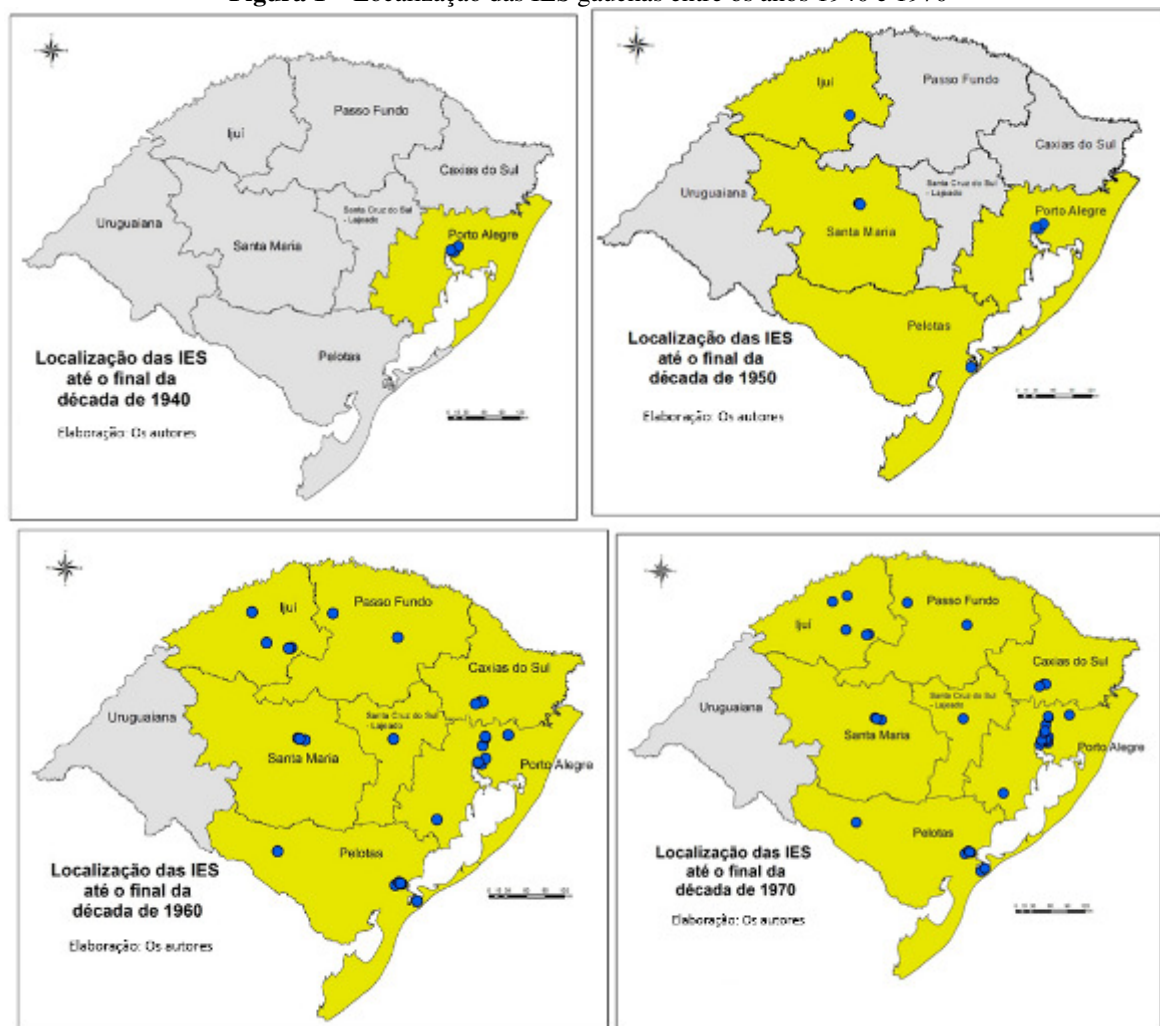 Figura 1 – Localização das IES gaúchas entre os anos 1940 e 1970
Ijuí
Passo Fundo
Caxias do Sul
Uruguaiana
Santa Maria
Santa Cruz do Sul
- Lajeado
Porto Alegre
Pelotas
Localização das IES
até o final da
década de 1940
Elaboração: Os autores
Ijuí
Passo Fundo
Caxias do Sul
Uruguaiana
Santa Maria
Santa Cruz do Sul
- Lajeado
Porto Alegre
Pelotas
Localização das IES
até o final da
década de 1950
Elaboração: Os autores
Ijuí
Passo Fundo
Caxias do Sul
Uruguaiana
Santa Maria
Santa Cruz do Sul
- Lajeado
Porto Alegre
Pelotas
Localização das IES
até o final da
década de 1960
Elaboração: Os autores
Ijuí
Passo Fundo
Caxias do Sul
Uruguaiana
Santa Maria
Santa Cruz do Sul
- Lajeado
Porto Alegre
Pelotas
Localização das IES
até o final da
década de 1970
Elaboração: Os autores